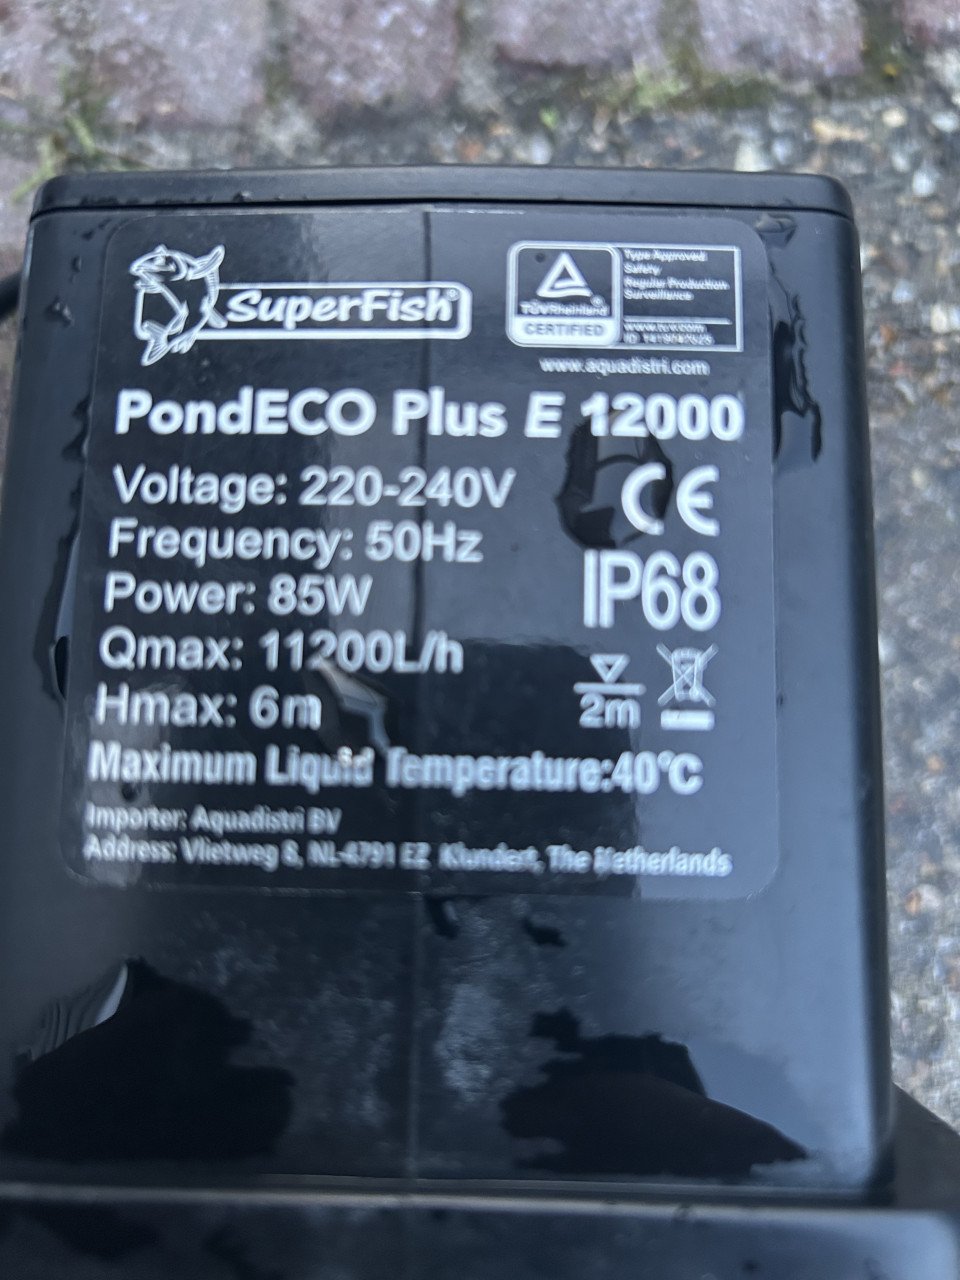 SuperFish®
TÜVRheinland®
CERTIFIED
Type Approved
Safety
Regular Production
Surveillance
www.tuv.com
www.aquadistri.com
PondECO Plus E 12000
Voltage: 220-240V
CE
Frequency: 50Hz
IP68
Power: 85W
Qmax: 11200L/h
Hmax: 6m
2m
Maximum Liquid Temperature:40°C
Importer: Aquadistri BV
Address: Vlietweg 8, NL-4791 EZ Klundert, The Netherlands